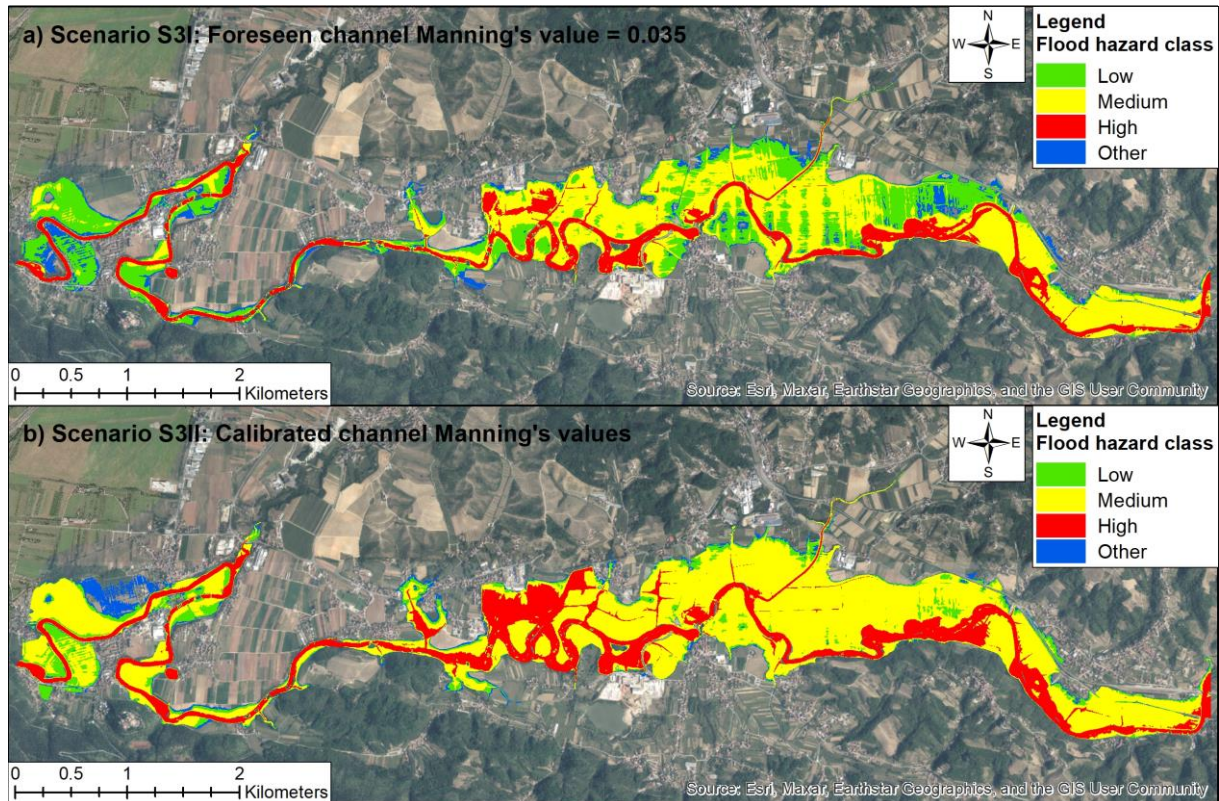 a) Scenario S3I: Foreseen channel Manning's value = 0.035
N
W E
S
Legend
Flood hazard class
Low
Medium
High
Other
0 0.5 1 2
Kilometers
Source: Esri, Maxar, Earthstar Geographics, and the GIS User Community
b) Scenario S3II: Calibrated channel Manning's values
N
W E
S
Legend
Flood hazard class
Low
Medium
High
Other
0 0.5 1 2
Kilometers
Source: Esri, Maxar, Earthstar Geographics, and the GIS User Community